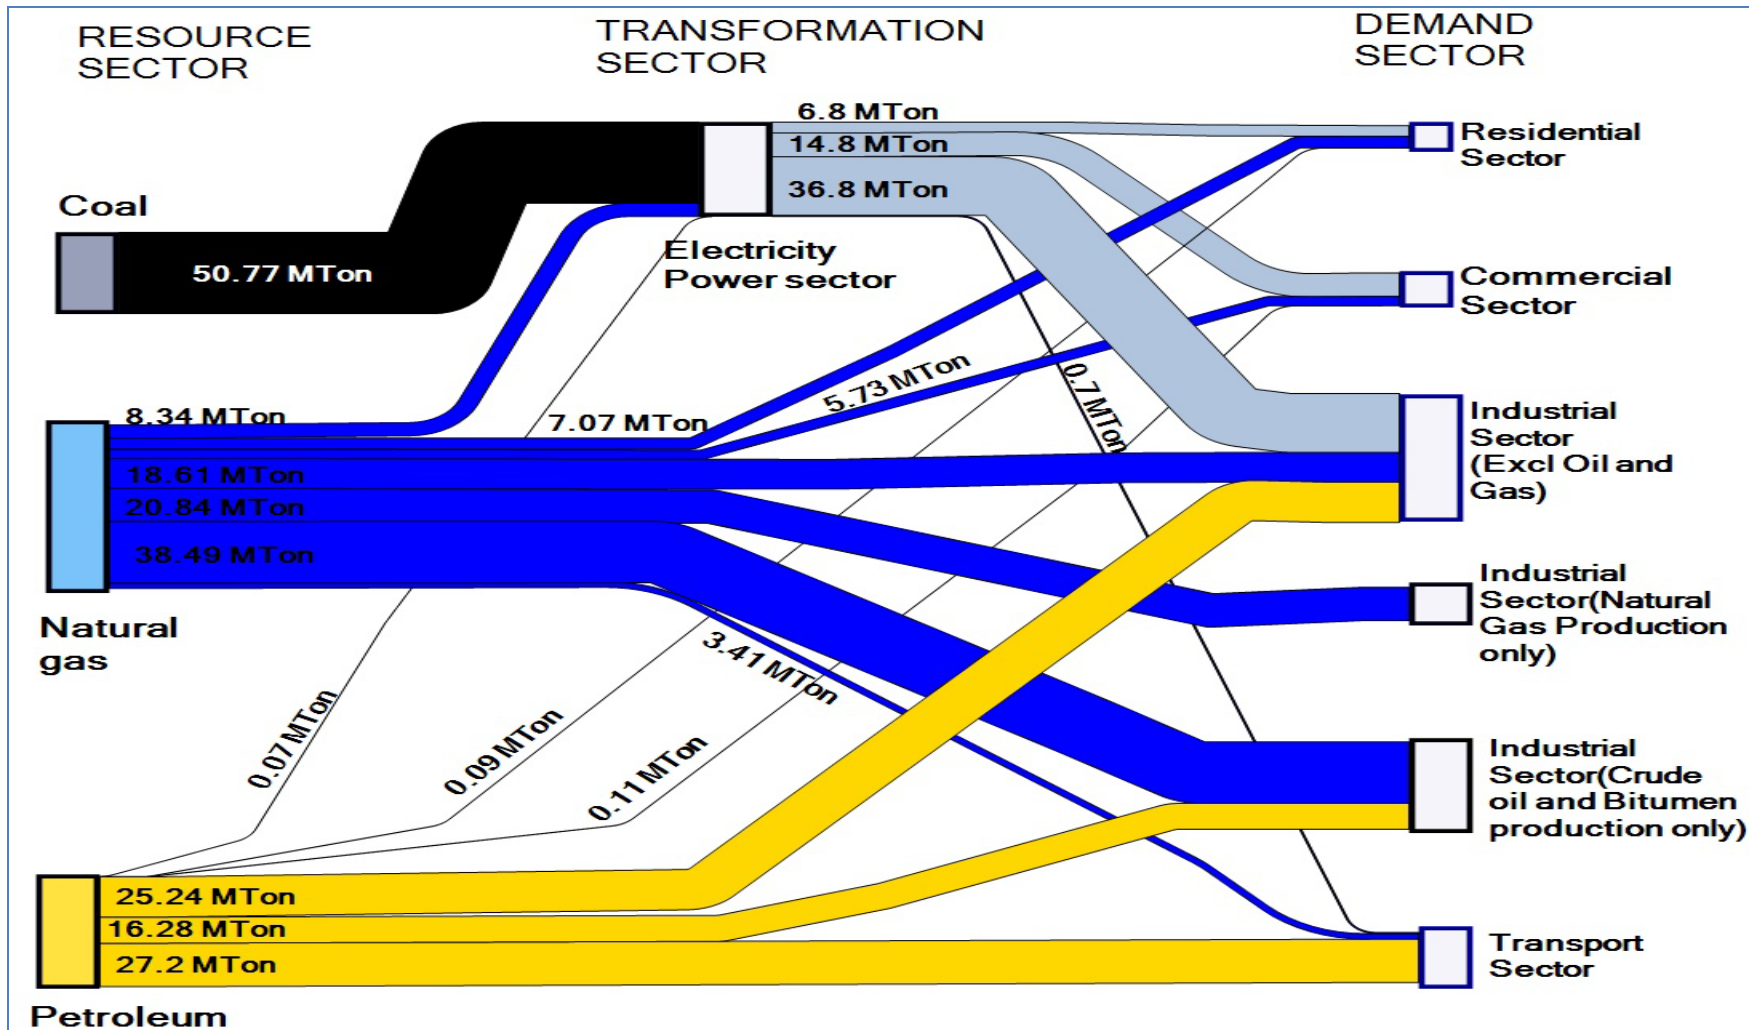 RESOURCE
SECTOR
TRANSFORMATION
SECTOR
DEMAND
SECTOR
6.8 MTon
14.8 MTon
36.8 MTon
Residential
Sector
Coal
50.77 MTon
Electricity
Power sector
Commercial
Sector
8.34 MTon
7.07 MTon
5.73 MTon
0.7 MTon
18.61 MTon
20.84 MTon
38.49 MTon
Industrial
Sector
(Excl Oil and
Gas)
Natural
gas
3.41 MTon
Industrial
Sector(Natural
Gas Production
only)
0.07 MTon
0.09 MTon
0.11 MTon
Industrial
Sector(Crude
oil and Bitumen
production only)
25.24 MTon
16.28 MTon
27.2 MTon
Transport
Sector
Petroleum